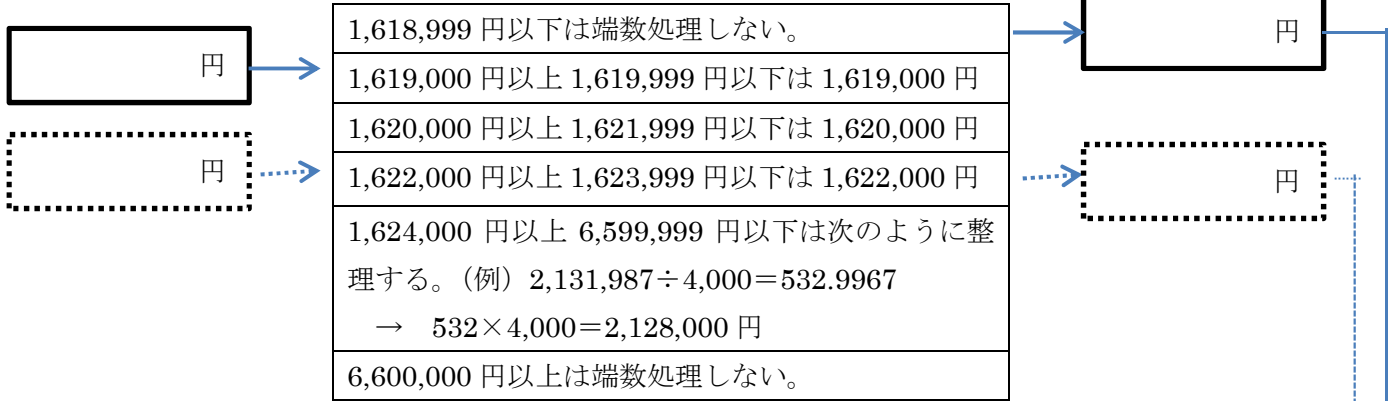 円
円
1,618,999 円以下は端数処理しない。
1,619,000 円以上 1,619,999 円以下は 1,619,000 円
1,620,000 円以上 1,621,999 円以下は 1,620,000 円
1,622,000 円以上 1,623,999 円以下は 1,622,000 円
1,624,000 円以上 6,599,999 円以下は次のように整
理する。（例）2,131,987÷4,000＝532.9967
→ 532×4,000＝2,128,000 円
6,600,000 円以上は端数処理しない。
円
円